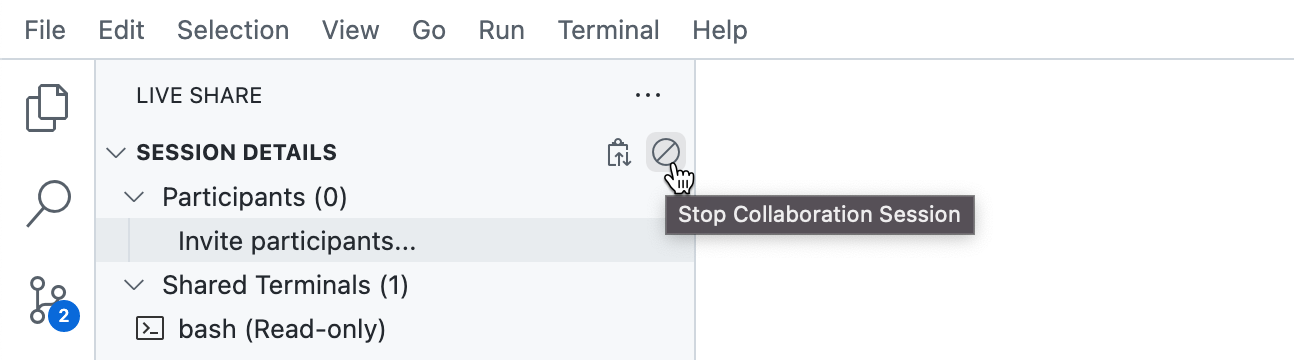 File Edit Selection View Go Run Terminal Help
LIVE SHARE
SESSION DETAILS
Participants (0)
Stop Collaboration Session
Invite participants...
Shared Terminals (1)
2
bash (Read-only)